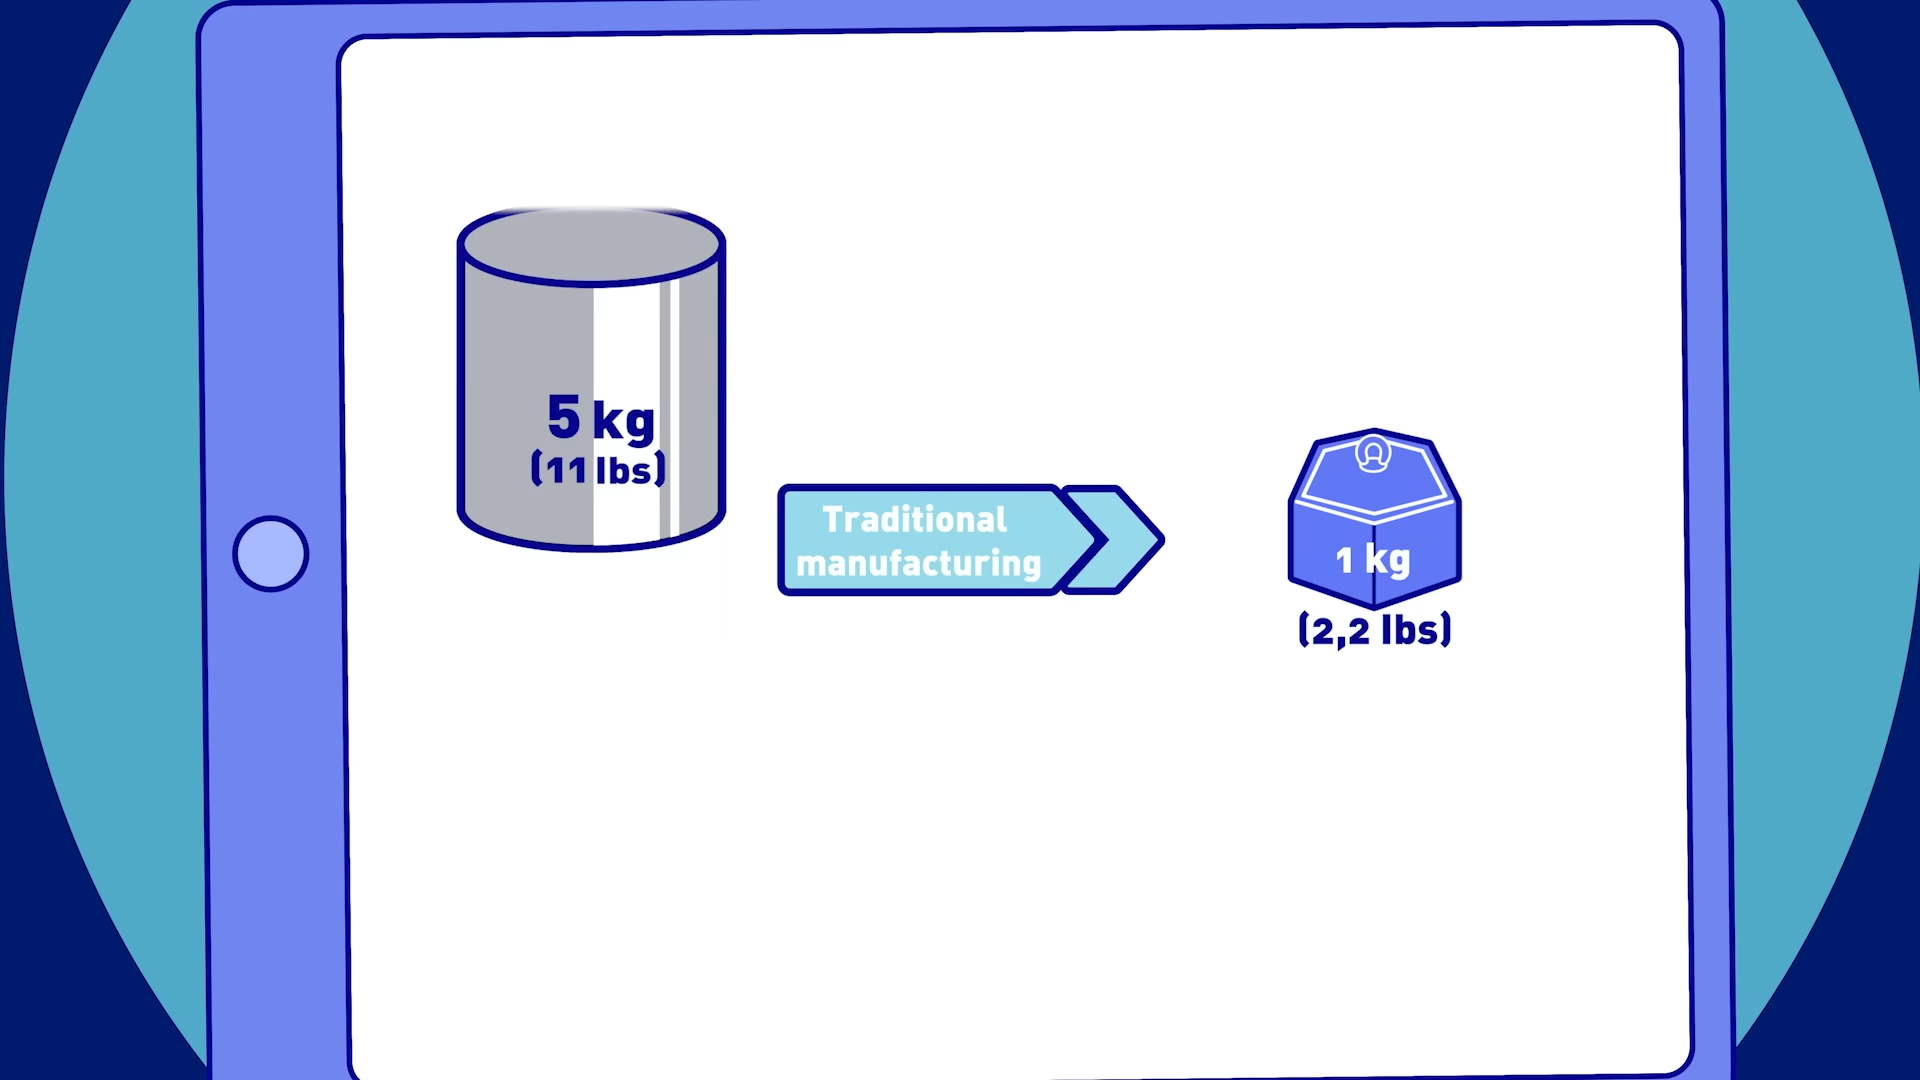 5 kg
(11 lbs)
Traditional
manufacturing
1 kg
(2,2 lbs)